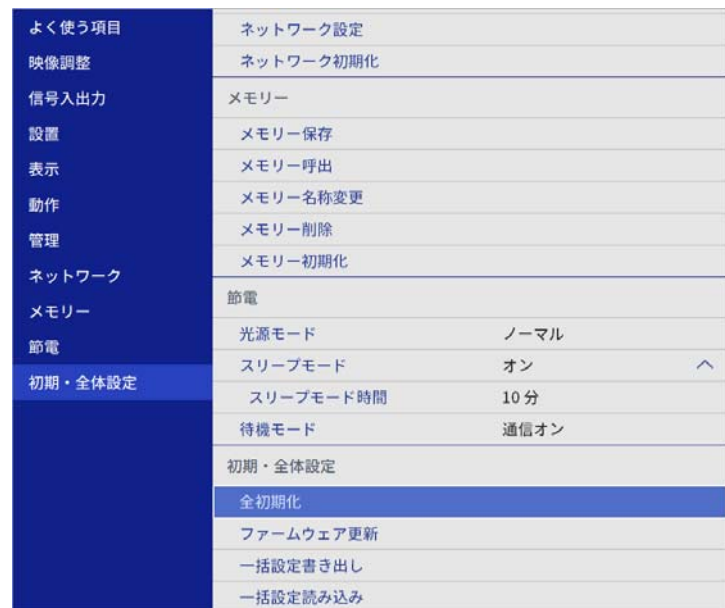 よく使う項目
映像調整
信号入出力
設置
表示
動作
管理
ネットワーク
メモリー
節電
初期・全体設定
ネットワーク設定
ネットワーク初期化
メモリー
メモリー保存
メモリー呼出
メモリー名称変更
メモリー削除
メモリー初期化
節電
光源モード ノーマル
スリープモード オン
スリープモード時間 10 分
待機モード 通信オン
初期・全体設定
全初期化
ファームウェア更新
一括設定書き出し
一括設定読み込み